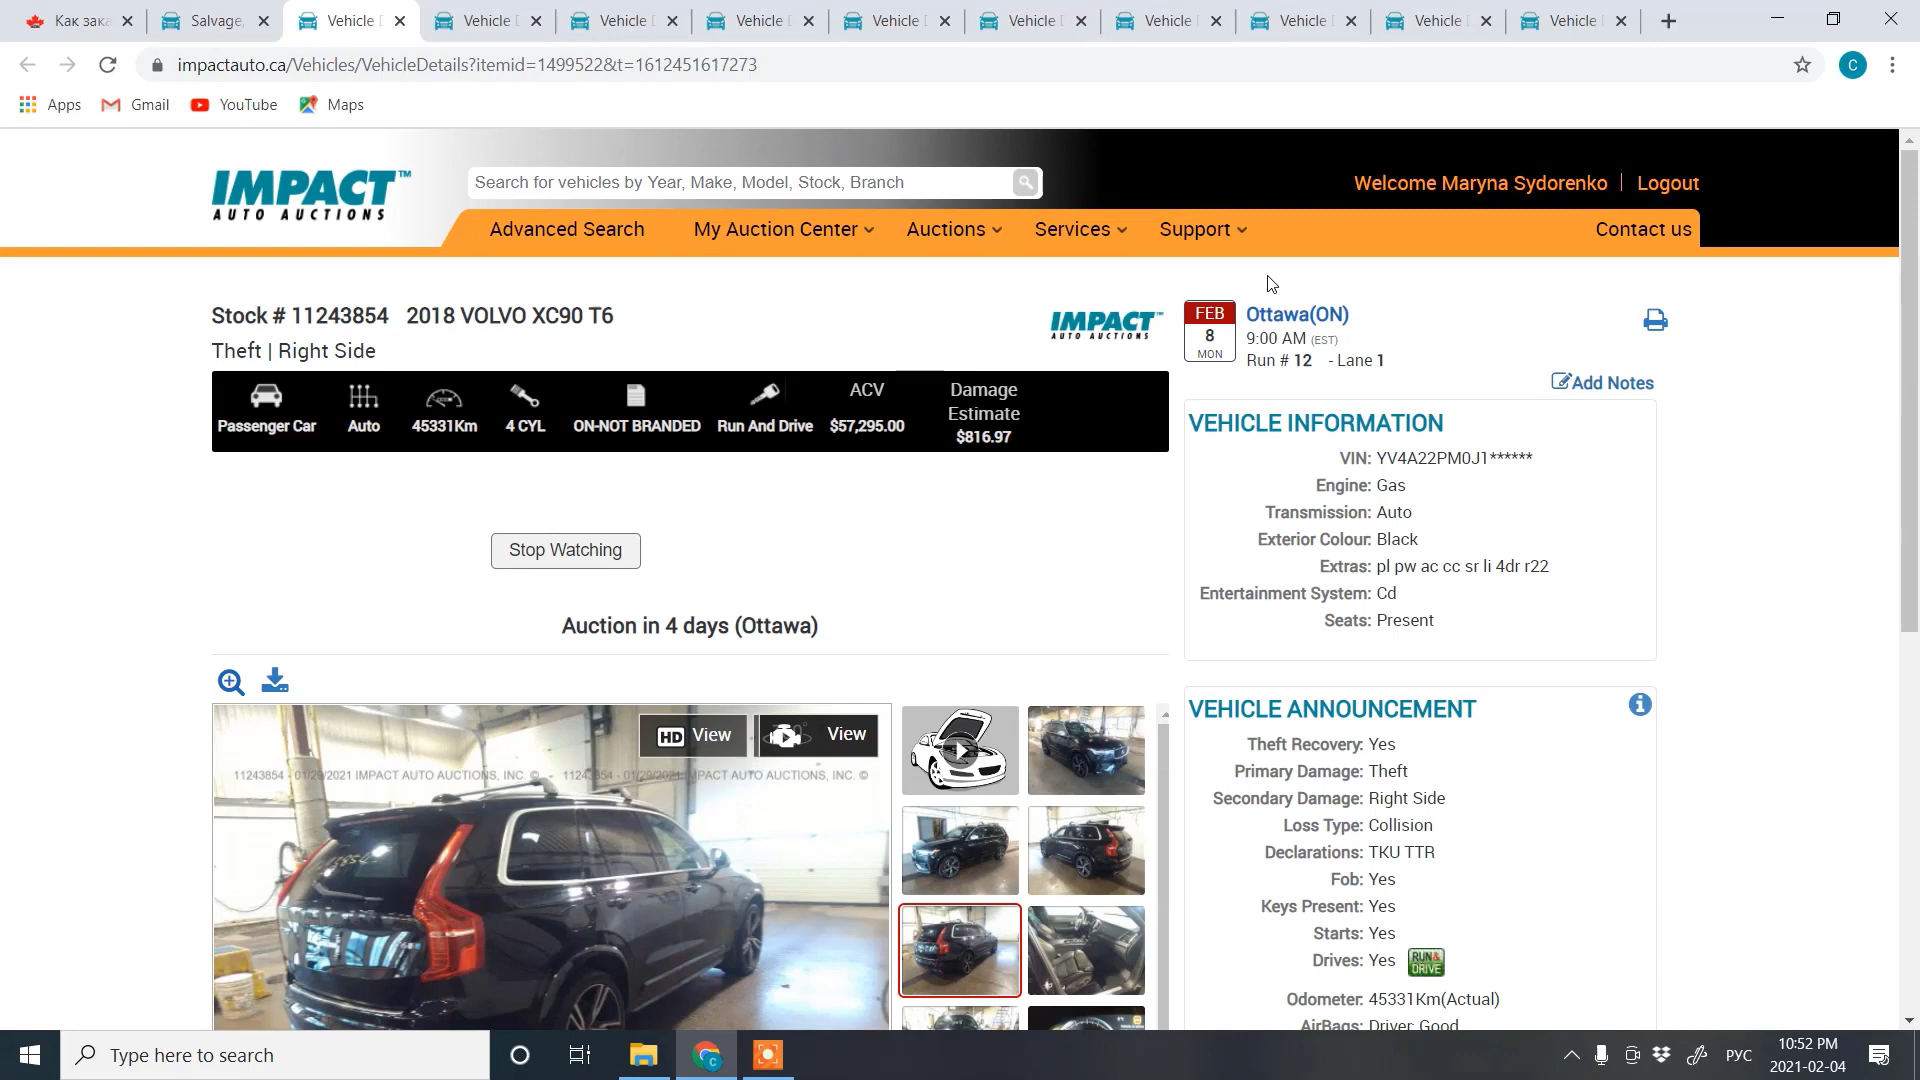 Как зака
Salvage,
Vehicle D
Vehicle D
Vehicle D
Vehicle D
Vehicle D
Vehicle D
Vehicle D
Vehicle D
Vehicle D
Vehicle D
impactauto.ca/Vehicles/VehicleDetails?itemid=1499522&t=1612451617273
C
Apps
Gmail
YouTube
Maps
IMPACT™
AUTO AUCTIONS
Search for vehicles by Year, Make, Model, Stock, Branch
Welcome Maryna Sydorenko
Logout
Advanced Search
My Auction Center
Auctions
Services
Support
Contact us
Stock # 11243854 2018 VOLVO XC90 T6
Theft | Right Side
IMPACT™
AUTO AUCTIONS
Passenger Car
Auto
45331Km
4 CYL
ON-NOT BRANDED
Run And Drive
ACV
$57,295.00
Damage
Estimate
$816.97
Stop Watching
Auction in 4 days (Ottawa)
HD View
View
11243854 - 01/29/2021 IMPACT AUTO AUCTIONS, INC. © - 11243854 - 01/29/2021 IMPACT AUTO AUCTIONS, INC. ©
FEB
8
MON
Ottawa(ON)
9:00 AM (EST)
Run # 12 - Lane 1
Add Notes
VEHICLE INFORMATION
VIN: YV4A22PM0J1******
Engine: Gas
Transmission: Auto
Exterior Colour: Black
Extras: pl pw ac cc sr li 4dr r22
Entertainment System: Cd
Seats: Present
VEHICLE ANNOUNCEMENT
Theft Recovery: Yes
Primary Damage: Theft
Secondary Damage: Right Side
Loss Type: Collision
Declarations: TKU TTR
Fob: Yes
Keys Present: Yes
Starts: Yes
Drives: Yes
RUN&
DRIVE
Odometer: 45331Km(Actual)
AirBags: Driver: Good
Type here to search
C
РУС
10:52 PM
2021-02-04